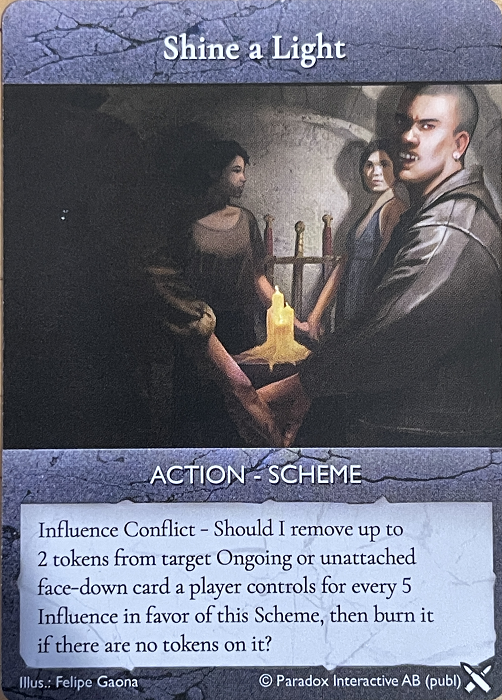 Shine a Light
ACTION - SCHEME
Influence Conflict - Should I remove up to
2 tokens from target Ongoing or unattached
face-down card a player controls for every 5
Influence in favor of this Scheme, then burn it
if there are no tokens on it?
Illus.: Felipe Gaona © Paradox Interactive AB (publ)